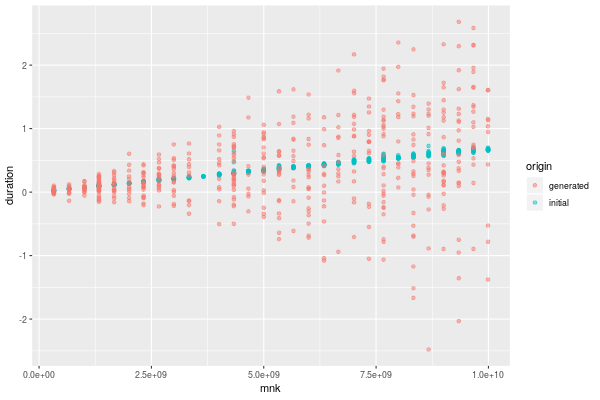 2
1
0
-1
-2
duration
0.0e+00
2.5e+09
5.0e+09
7.5e+09
1.0e+10
mnk
origin
generated
initial